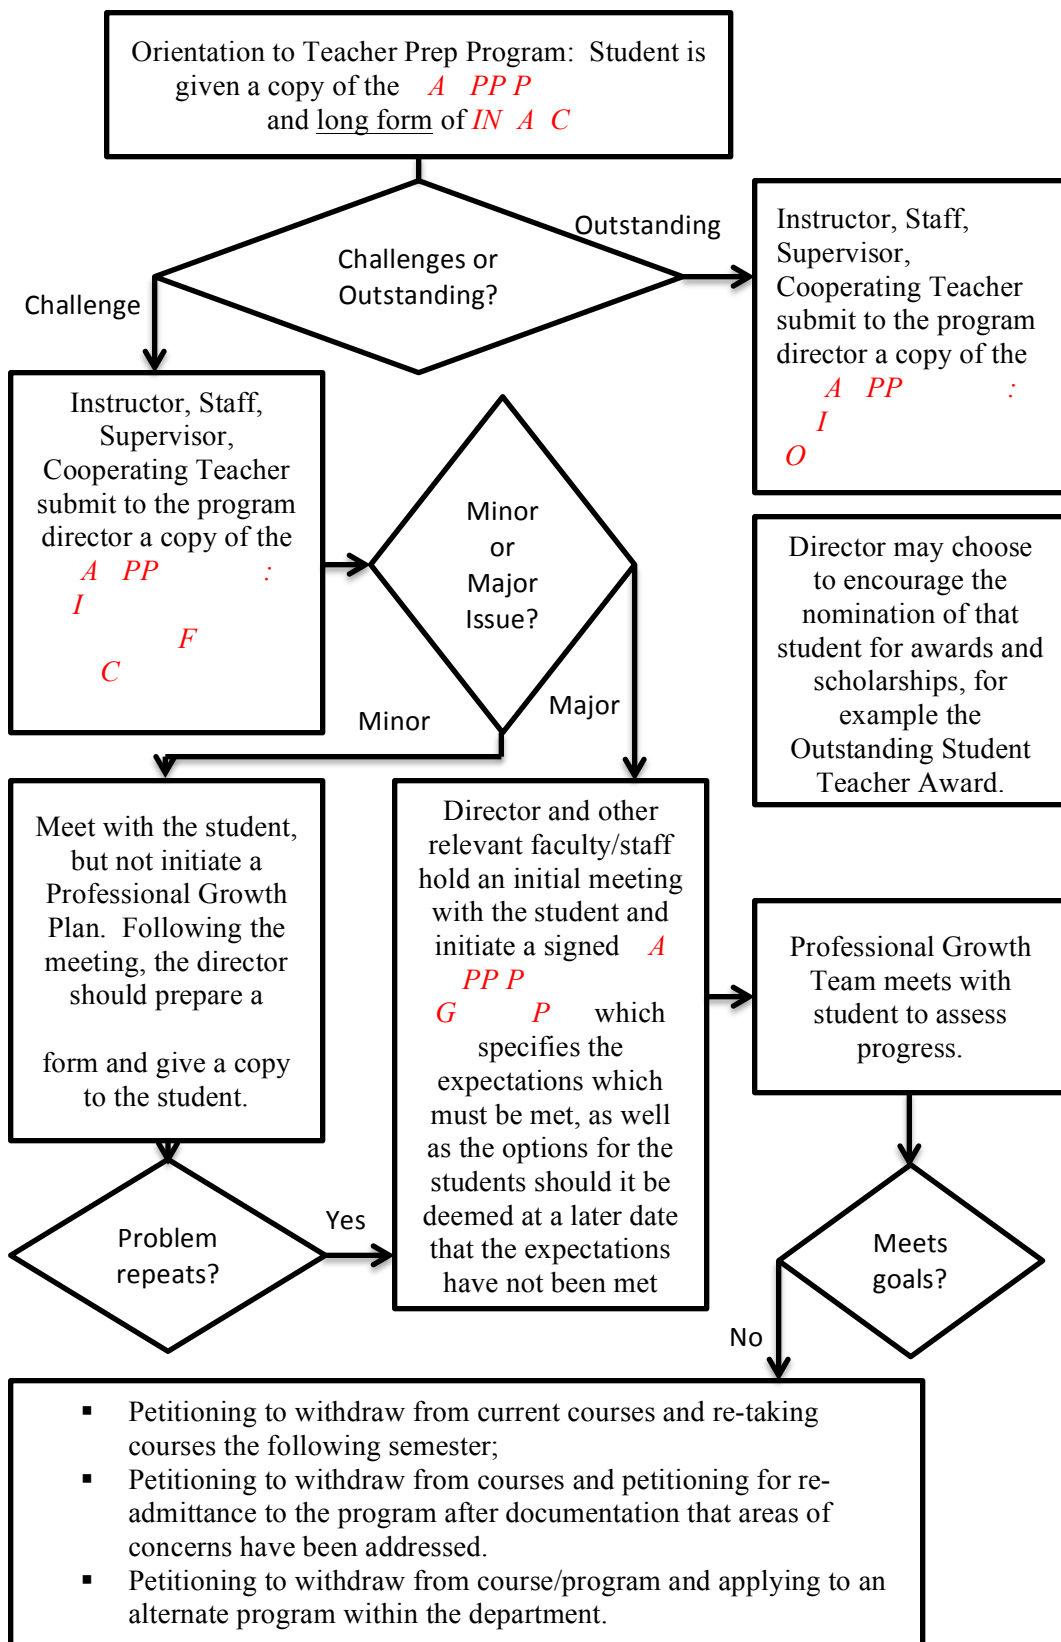 Orientation to Teacher Prep Program: Student is
given a copy of the A PP P
and long form of IN A C
Challenges or
Outstanding?
Outstanding
Challenge
Instructor, Staff,
Supervisor,
Cooperating Teacher
submit to the program
director a copy of the
A PP :
I
O
Instructor, Staff,
Supervisor,
Cooperating Teacher
submit to the program
director a copy of the
A PP :
I
F
C
Minor
or
Major
Issue?
Director may choose
to encourage the
nomination of that
student for awards and
scholarships, for
example the
Outstanding Student
Teacher Award.
Minor
Major
Meet with the student,
but not initiate a
Professional Growth
Plan. Following the
meeting, the director
should prepare a
form and give a copy
to the student.
Director and other
relevant faculty/staff
hold an initial meeting
with the student and
initiate a signed A
PP P
G P which
specifies the
expectations which
must be met, as well
as the options for the
students should it be
deemed at a later date
that the expectations
have not been met
Professional Growth
Team meets with
student to assess
progress.
Problem
repeats?
Yes
Meets
goals?
No
▪ Petitioning to withdraw from current courses and re-taking
courses the following semester;
▪ Petitioning to withdraw from courses and petitioning for re-
admittance to the program after documentation that areas of
concerns have been addressed.
▪ Petitioning to withdraw from course/program and applying to an
alternate program within the department.